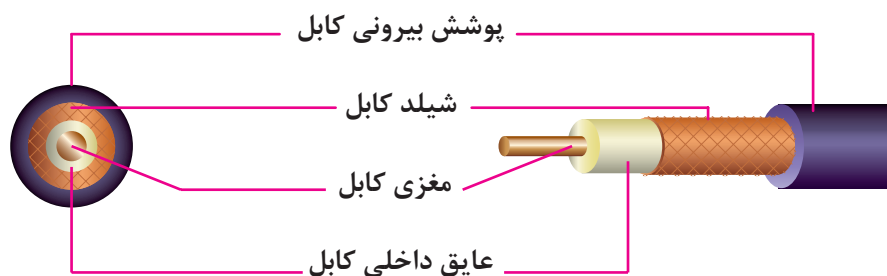 پوشش بیرونی کابل
شیلد کابل
مغزی کابل
عایق داخلی کابل